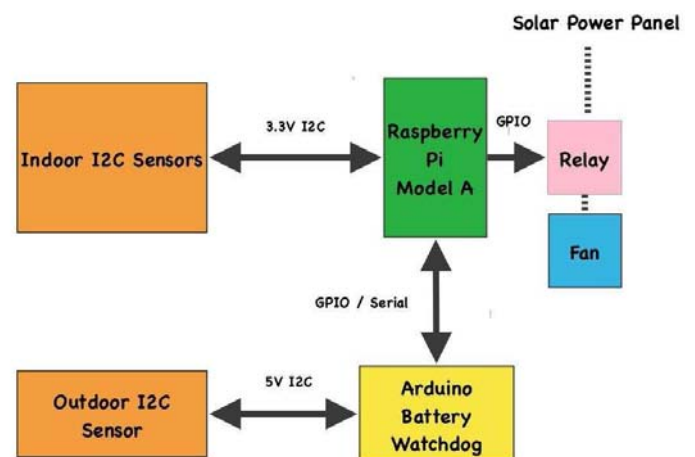 Solar Power Panel
3.3V I2C
GPIO
Indoor I2C Sensors
Raspberry
Pi
Model A
Relay
Fan
GPIO / Serial
5V I2C
Outdoor I2C
Sensor
Arduino
Battery
Watchdog